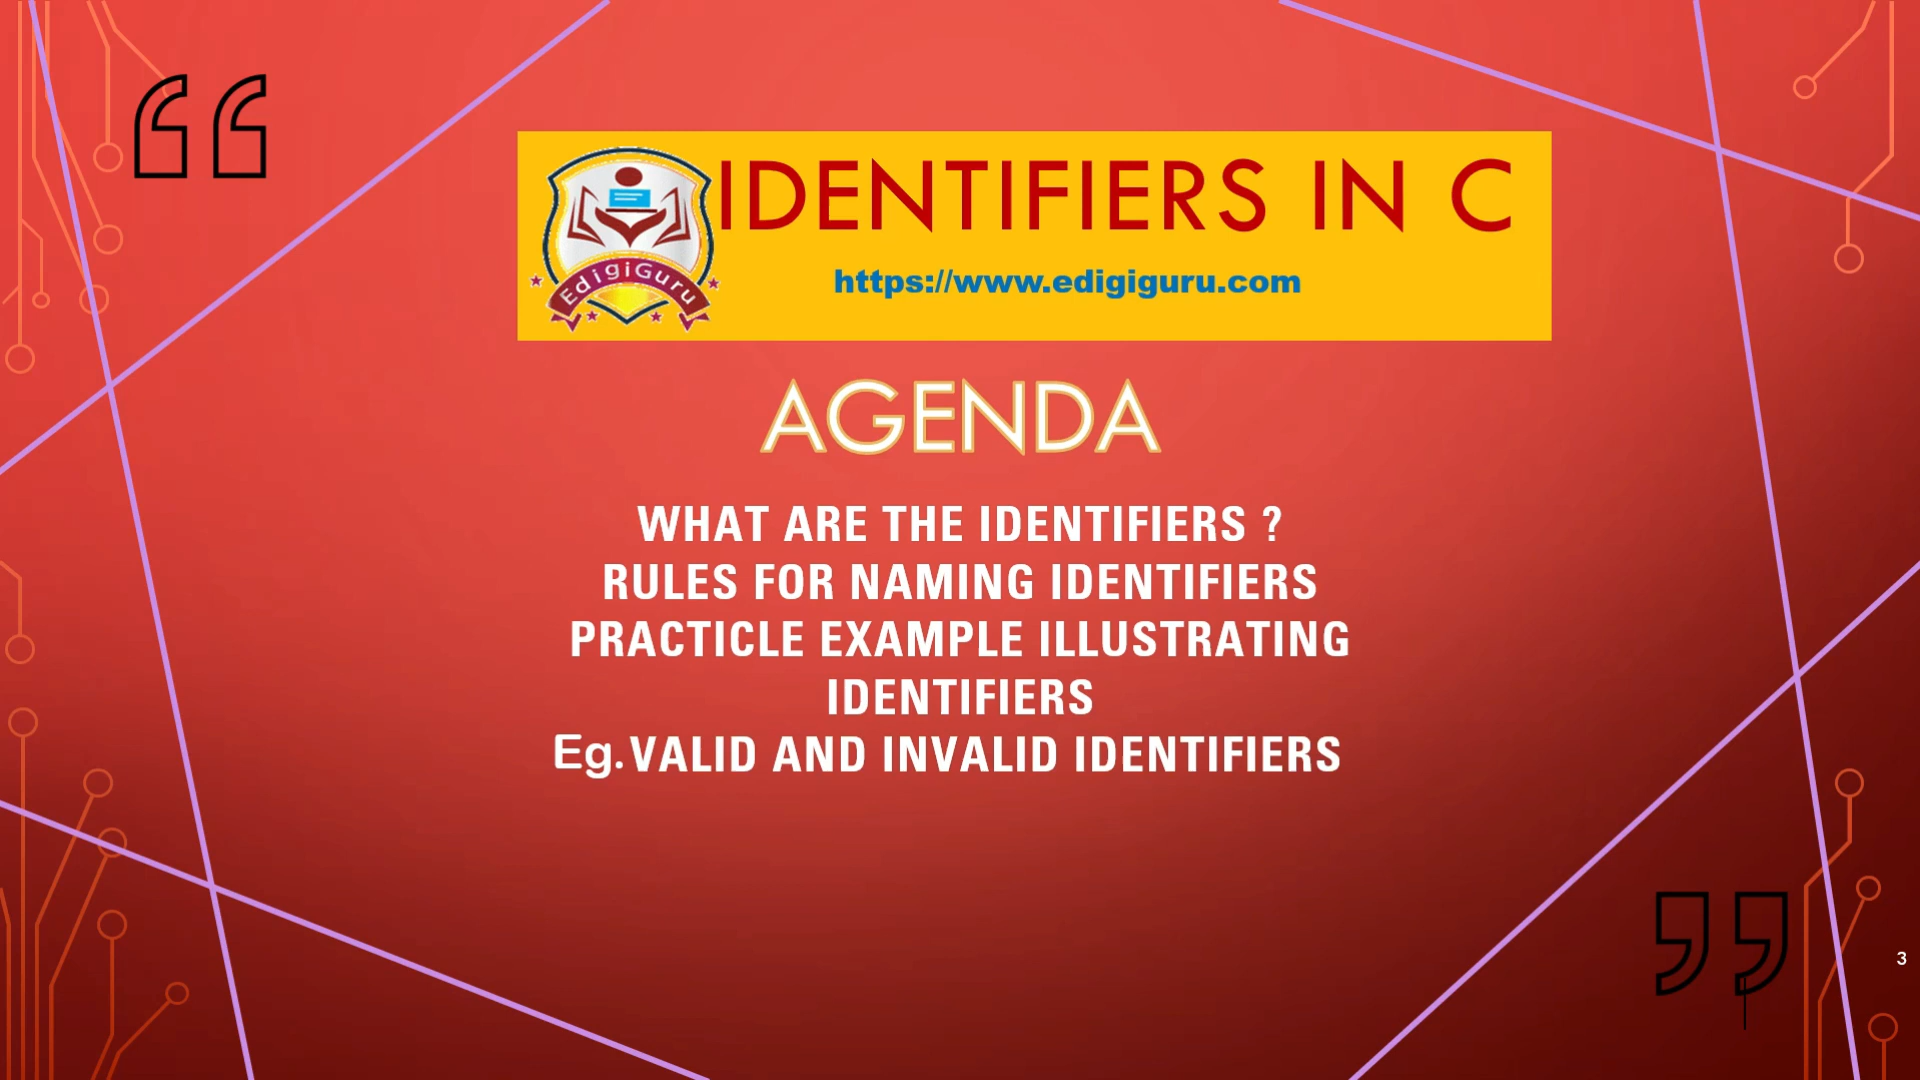 IDENTIFIERS IN C
EdigiGuru
https://www.edigiguru.com
AGENDA
WHAT ARE THE IDENTIFIERS ?
RULES FOR NAMING IDENTIFIERS
PRACTICLE EXAMPLE ILLUSTRATING
IDENTIFIERS
Eg.VALID AND INVALID IDENTIFIERS
3